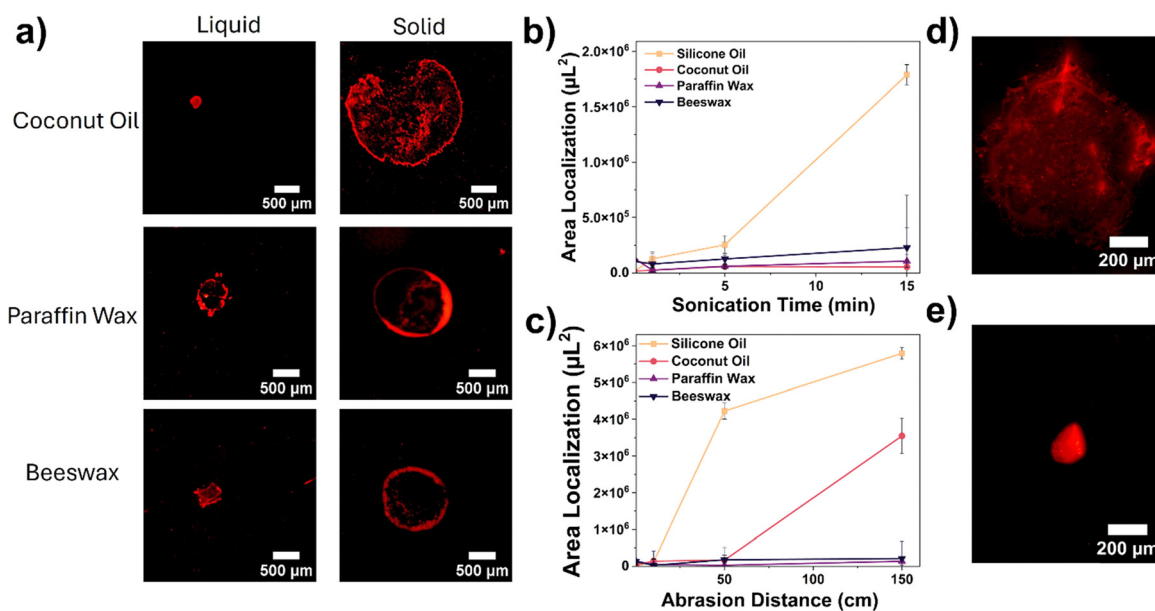 a)
Liquid
Solid
Coconut Oil
500 µm
500 µm
Paraffin Wax
500 µm
500 µm
Beeswax
500 µm
500 µm
b)
Area Localization (µL²)
2.0×10⁶
1.5×10⁶
1.0×10⁶
5.0×10⁵
0.0
Silicone Oil
Coconut Oil
Paraffin Wax
Beeswax
5
10
15
Sonication Time (min)
c)
Area Localization (µL²)
6×10⁶
5×10⁶
4×10⁶
3×10⁶
2×10⁶
1×10⁶
0
Silicone Oil
Coconut Oil
Paraffin Wax
Beeswax
50
100
150
Abrasion Distance (cm)
d)
200 µm
e)
200 µm